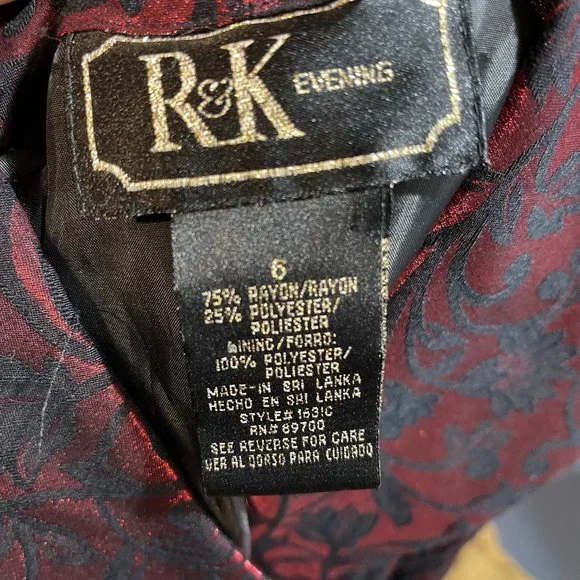 R&K EVENING
6
75% RAYON/RAYON
25% POLYESTER/
POLIESTER
LINING/FORRO:
100% POLYESTER/
POLIESTER
MADE IN SRI LANKA
HECHO EN SRI LANKA
STYLE# 1631C
RN# 89700
SEE REVERSE FOR CARE
VER AL DORSO PARA CUIDADO